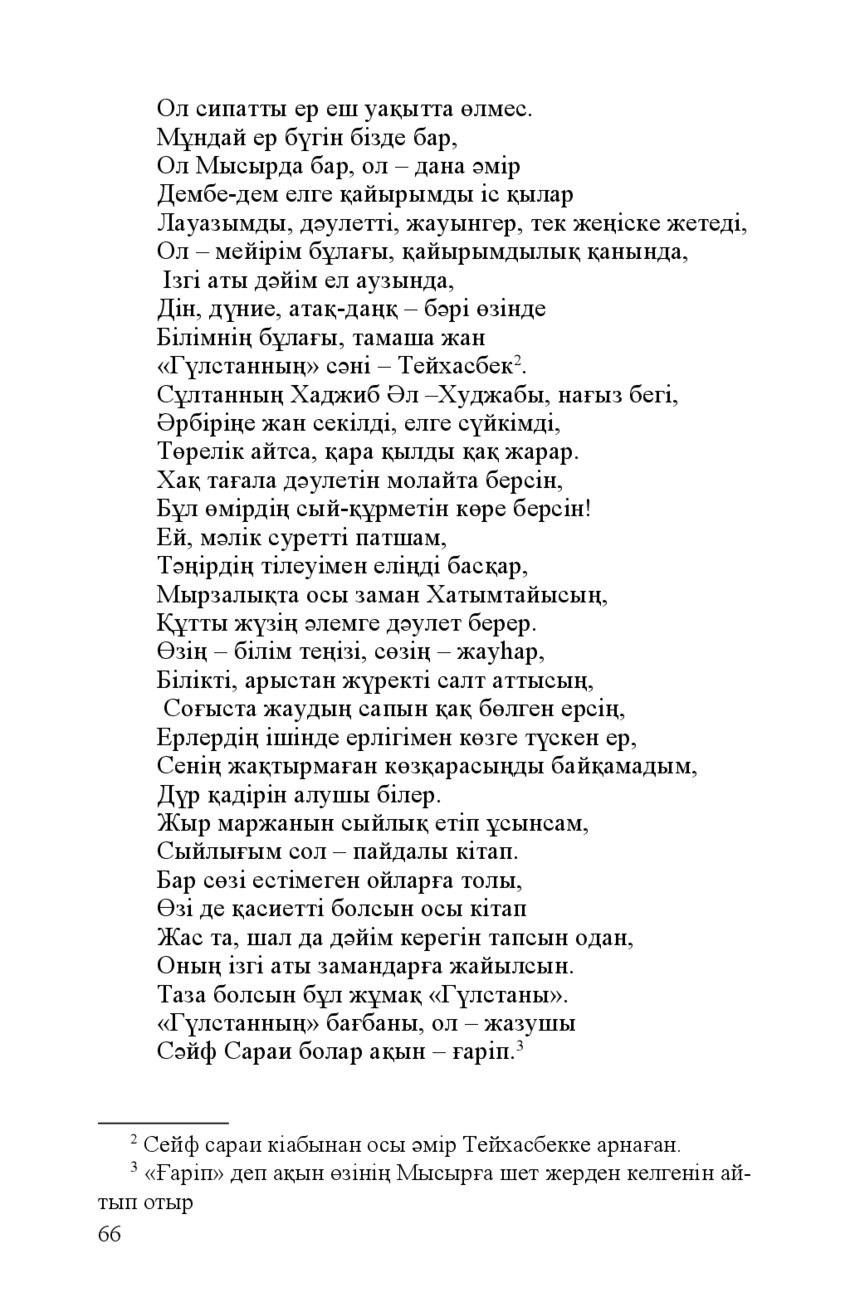 Ол сипатты ер еш уақытта өлмес.
Мұндай ер бүгін бізде бар,
Ол Мысырда бар, ол – дана әмір
Дембе-дем елге қайырымды іс қылар
Лауазымды, дәулетті, жауынгер, тек жеңіске жетеді,
Ол – мейірім бұлағы, қайырымдылық қанында,
Ізгі аты дәйім ел аузында,
Дін, дүние, атақ-даңқ – бәрі өзінде
Білімнің бұлағы, тамаша жан
«Гүлстанның» сәні – Тейхасбек².
Сұлтанның Хаджиб Әл –Худжабы, нағыз бегі,
Әрбіріңе жан секілді, елге сүйкімді,
Төрелік айтса, қара қылды қақ жарар.
Хақ тағала дәулетін молайта берсін,
Бұл өмірдің сый-құрметін көре берсін!
Ей, мәлік суретті патшам,
Тәңірдің тілеуімен еліңді басқар,
Мырзалықта осы заман Хатымтайысың,
Құтты жүзің әлемге дәулет берер.
Өзің – білім теңізі, сөзің – жауһар,
Білікті, арыстан жүректі салт аттысың,
Соғыста жаудың сапын қақ бөлген ерсің,
Ерлердің ішінде ерлігімен көзге түскен ер,
Сенің жақтырмаған көзқарасыңды байқамадым,
Дүр қадірін алушы білер.
Жыр маржанын сыйлық етіп ұсынсам,
Сыйлығым сол – пайдалы кітап.
Бар сөзі естімеген ойларға толы,
Өзі де қасиетті болсын осы кітап
Жас та, шал да дәйім керегін тапсын одан,
Оның ізгі аты замандарға жайылсын.
Таза болсын бұл жұмақ «Гүлстаны».
«Гүлстанның» бағбаны, ол – жазушы
Сәйф Сараи болар ақын – ғаріп.³
² Сейф сараи кіабынан осы әмір Тейхасбекке арнаған.
³ «Ғаріп» деп ақын өзінің Мысырға шет жерден келгенін ай-
тып отыр
66